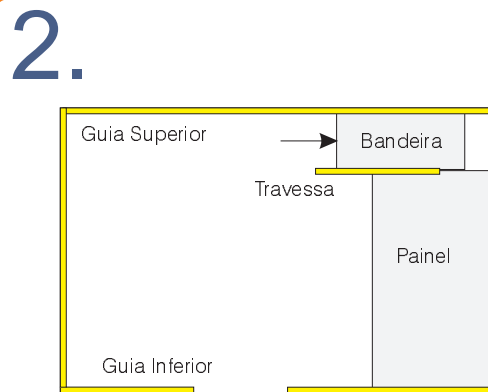 2.
Guia Superior
Bandeira
Travessa
Painel
Guia Inferior